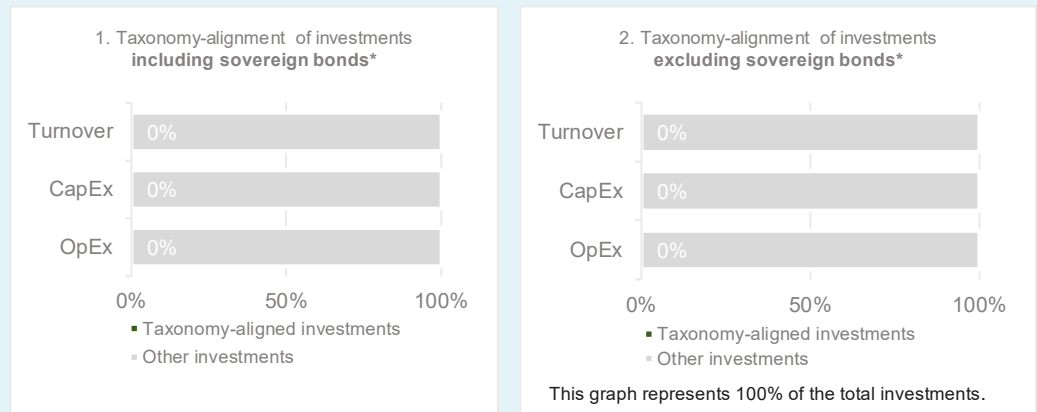 1. Taxonomy-alignment of investments
including sovereign bonds*
Turnover
0%
CapEx
0%
OpEx
0%
0%
50%
100%
Taxonomy-aligned investments
Other investments
2. Taxonomy-alignment of investments
excluding sovereign bonds*
Turnover
0%
CapEx
0%
OpEx
0%
0%
50%
100%
Taxonomy-aligned investments
Other investments
This graph represents 100% of the total investments.